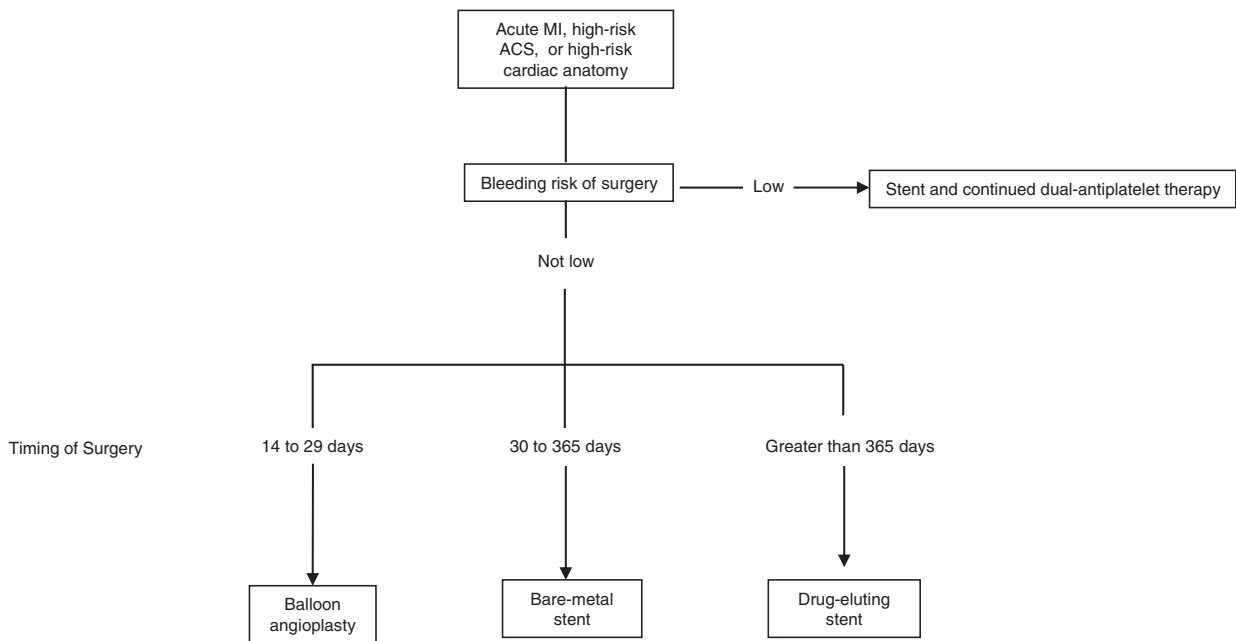 Acute MI, high-risk
ACS, or high-risk
cardiac anatomy
Bleeding risk of surgery
Low
Stent and continued dual-antiplatelet therapy
Not low
Timing of Surgery
14 to 29 days
30 to 365 days
Greater than 365 days
Balloon
angioplasty
Bare-metal
stent
Drug-eluting
stent